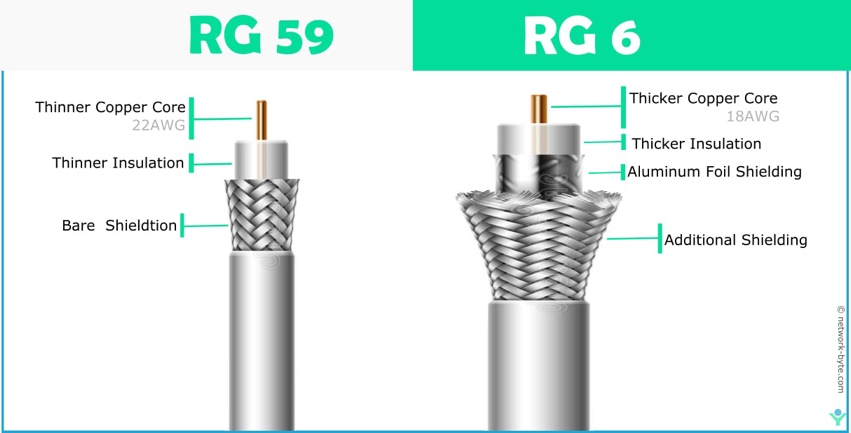 RG 59
RG 6
Thinner Copper Core
22AWG
Thinner Insulation
Bare Shieldtion
Thicker Copper Core
18AWG
Thicker Insulation
Aluminum Foil Shielding
Additional Shielding
© network-byte.com